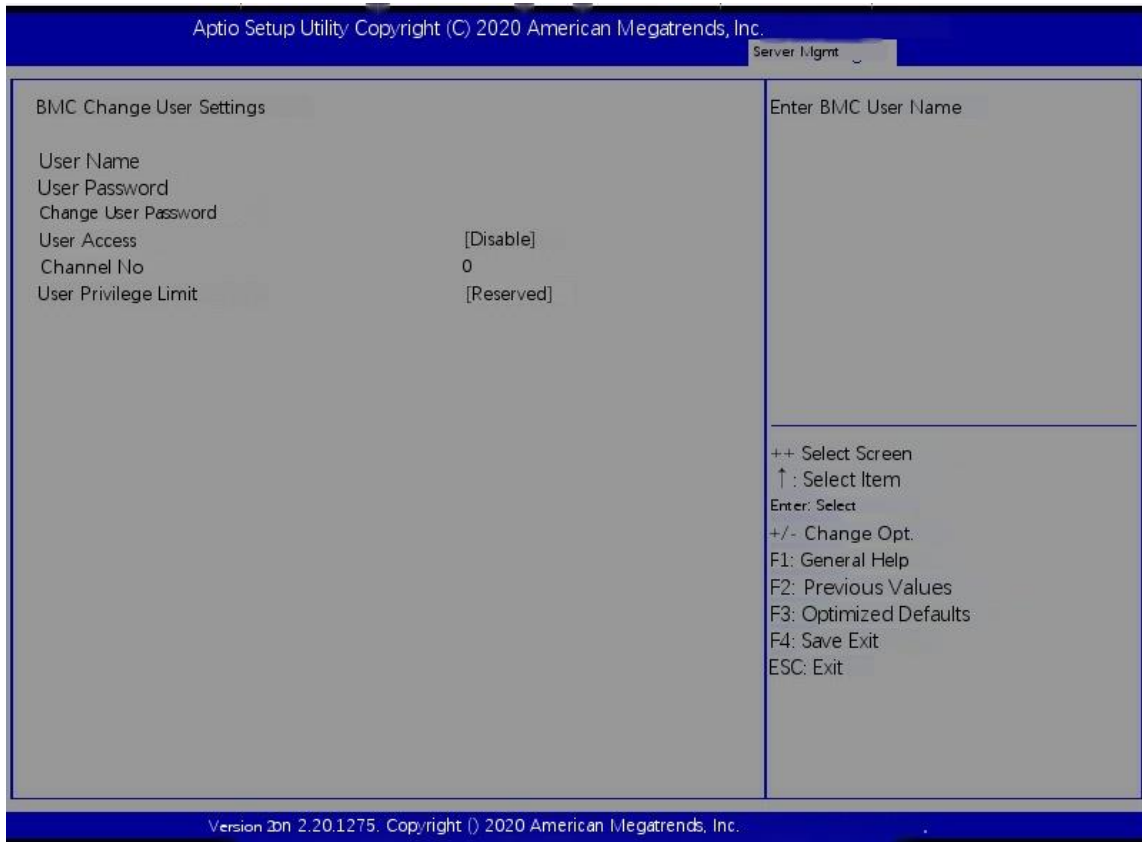 Aptio Setup Utility Copyright (C) 2020 American Megatrends, Inc.
Server Mgmt
BMC Change User Settings
User Name
User Password
Change User Password
User Access [Disable]
Channel No 0
User Privilege Limit [Reserved]
Enter BMC User Name
++ Select Screen
↑ : Select Item
Enter: Select
+/- Change Opt.
F1: General Help
F2: Previous Values
F3: Optimized Defaults
F4: Save Exit
ESC: Exit
Version 2on 2.20.1275. Copyright () 2020 American Megatrends, Inc.